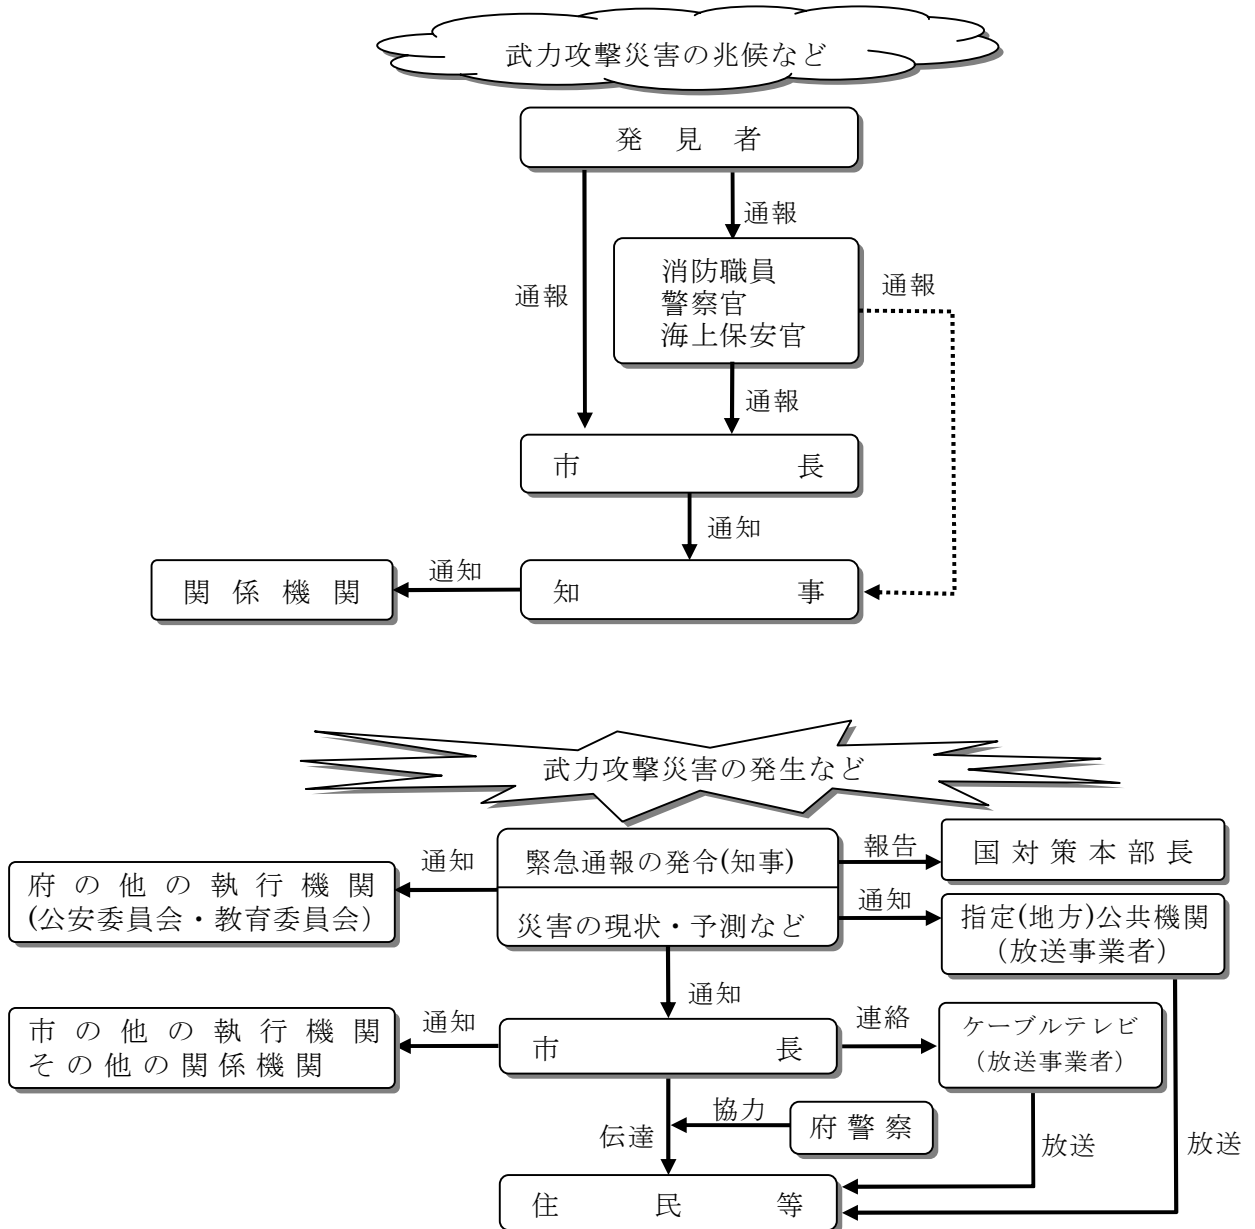 武力攻撃災害の兆候など
発見者
通報
消防職員
警察官
海上保安官
通報
通報
通報
市長
通知
関係機関
通知
知事
武力攻撃災害の発生など
緊急通報の発令(知事)
災害の現状・予測など
報告
国対策本部長
通知
府の他の執行機関
(公安委員会・教育委員会)
通知
指定(地方)公共機関
(放送事業者)
通知
市の他の執行機関
その他の関係機関
通知
市長
連絡
ケーブルテレビ
(放送事業者)
協力
府警察
伝達
放送
放送
住民等